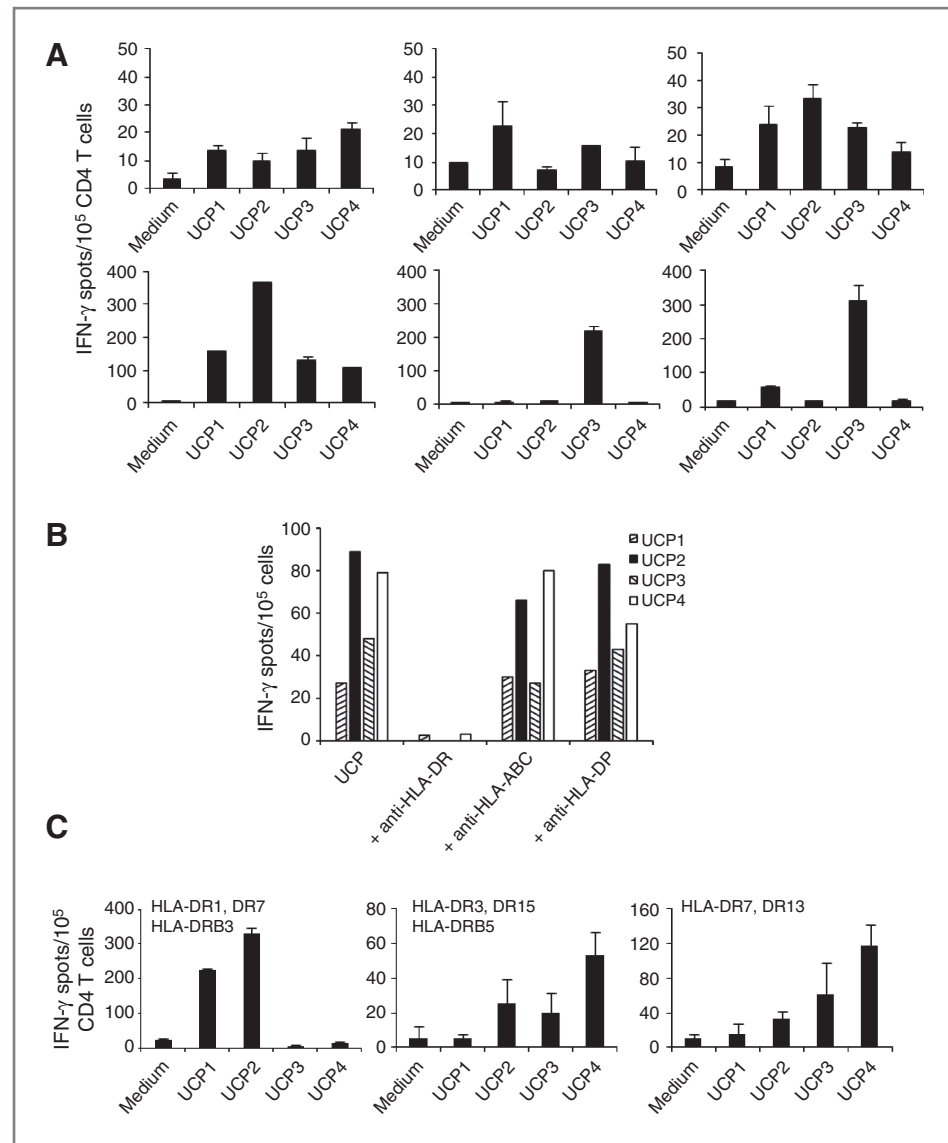 A
IFN-γ spots/10⁵ CD4 T cells
50
40
30
20
10
0
Medium
UCP1
UCP2
UCP3
UCP4
50
40
30
20
10
0
Medium
UCP1
UCP2
UCP3
UCP4
50
40
30
20
10
0
Medium
UCP1
UCP2
UCP3
UCP4
400
300
200
100
0
Medium
UCP1
UCP2
UCP3
UCP4
400
300
200
100
0
Medium
UCP1
UCP2
UCP3
UCP4
400
300
200
100
0
Medium
UCP1
UCP2
UCP3
UCP4
B
IFN-γ spots/10⁵ cells
100
80
60
40
20
0
UCP1
UCP2
UCP3
UCP4
UCP
+ anti-HLA-DR
+ anti-HLA-ABC
+ anti-HLA-DP
C
IFN-γ spots/10⁵
CD4 T cells
400
300
200
100
0
HLA-DR1, DR7
HLA-DRB3
Medium
UCP1
UCP2
UCP3
UCP4
80
60
40
20
0
HLA-DR3, DR15
HLA-DRB5
Medium
UCP1
UCP2
UCP3
UCP4
160
120
80
40
0
HLA-DR7, DR13
Medium
UCP1
UCP2
UCP3
UCP4